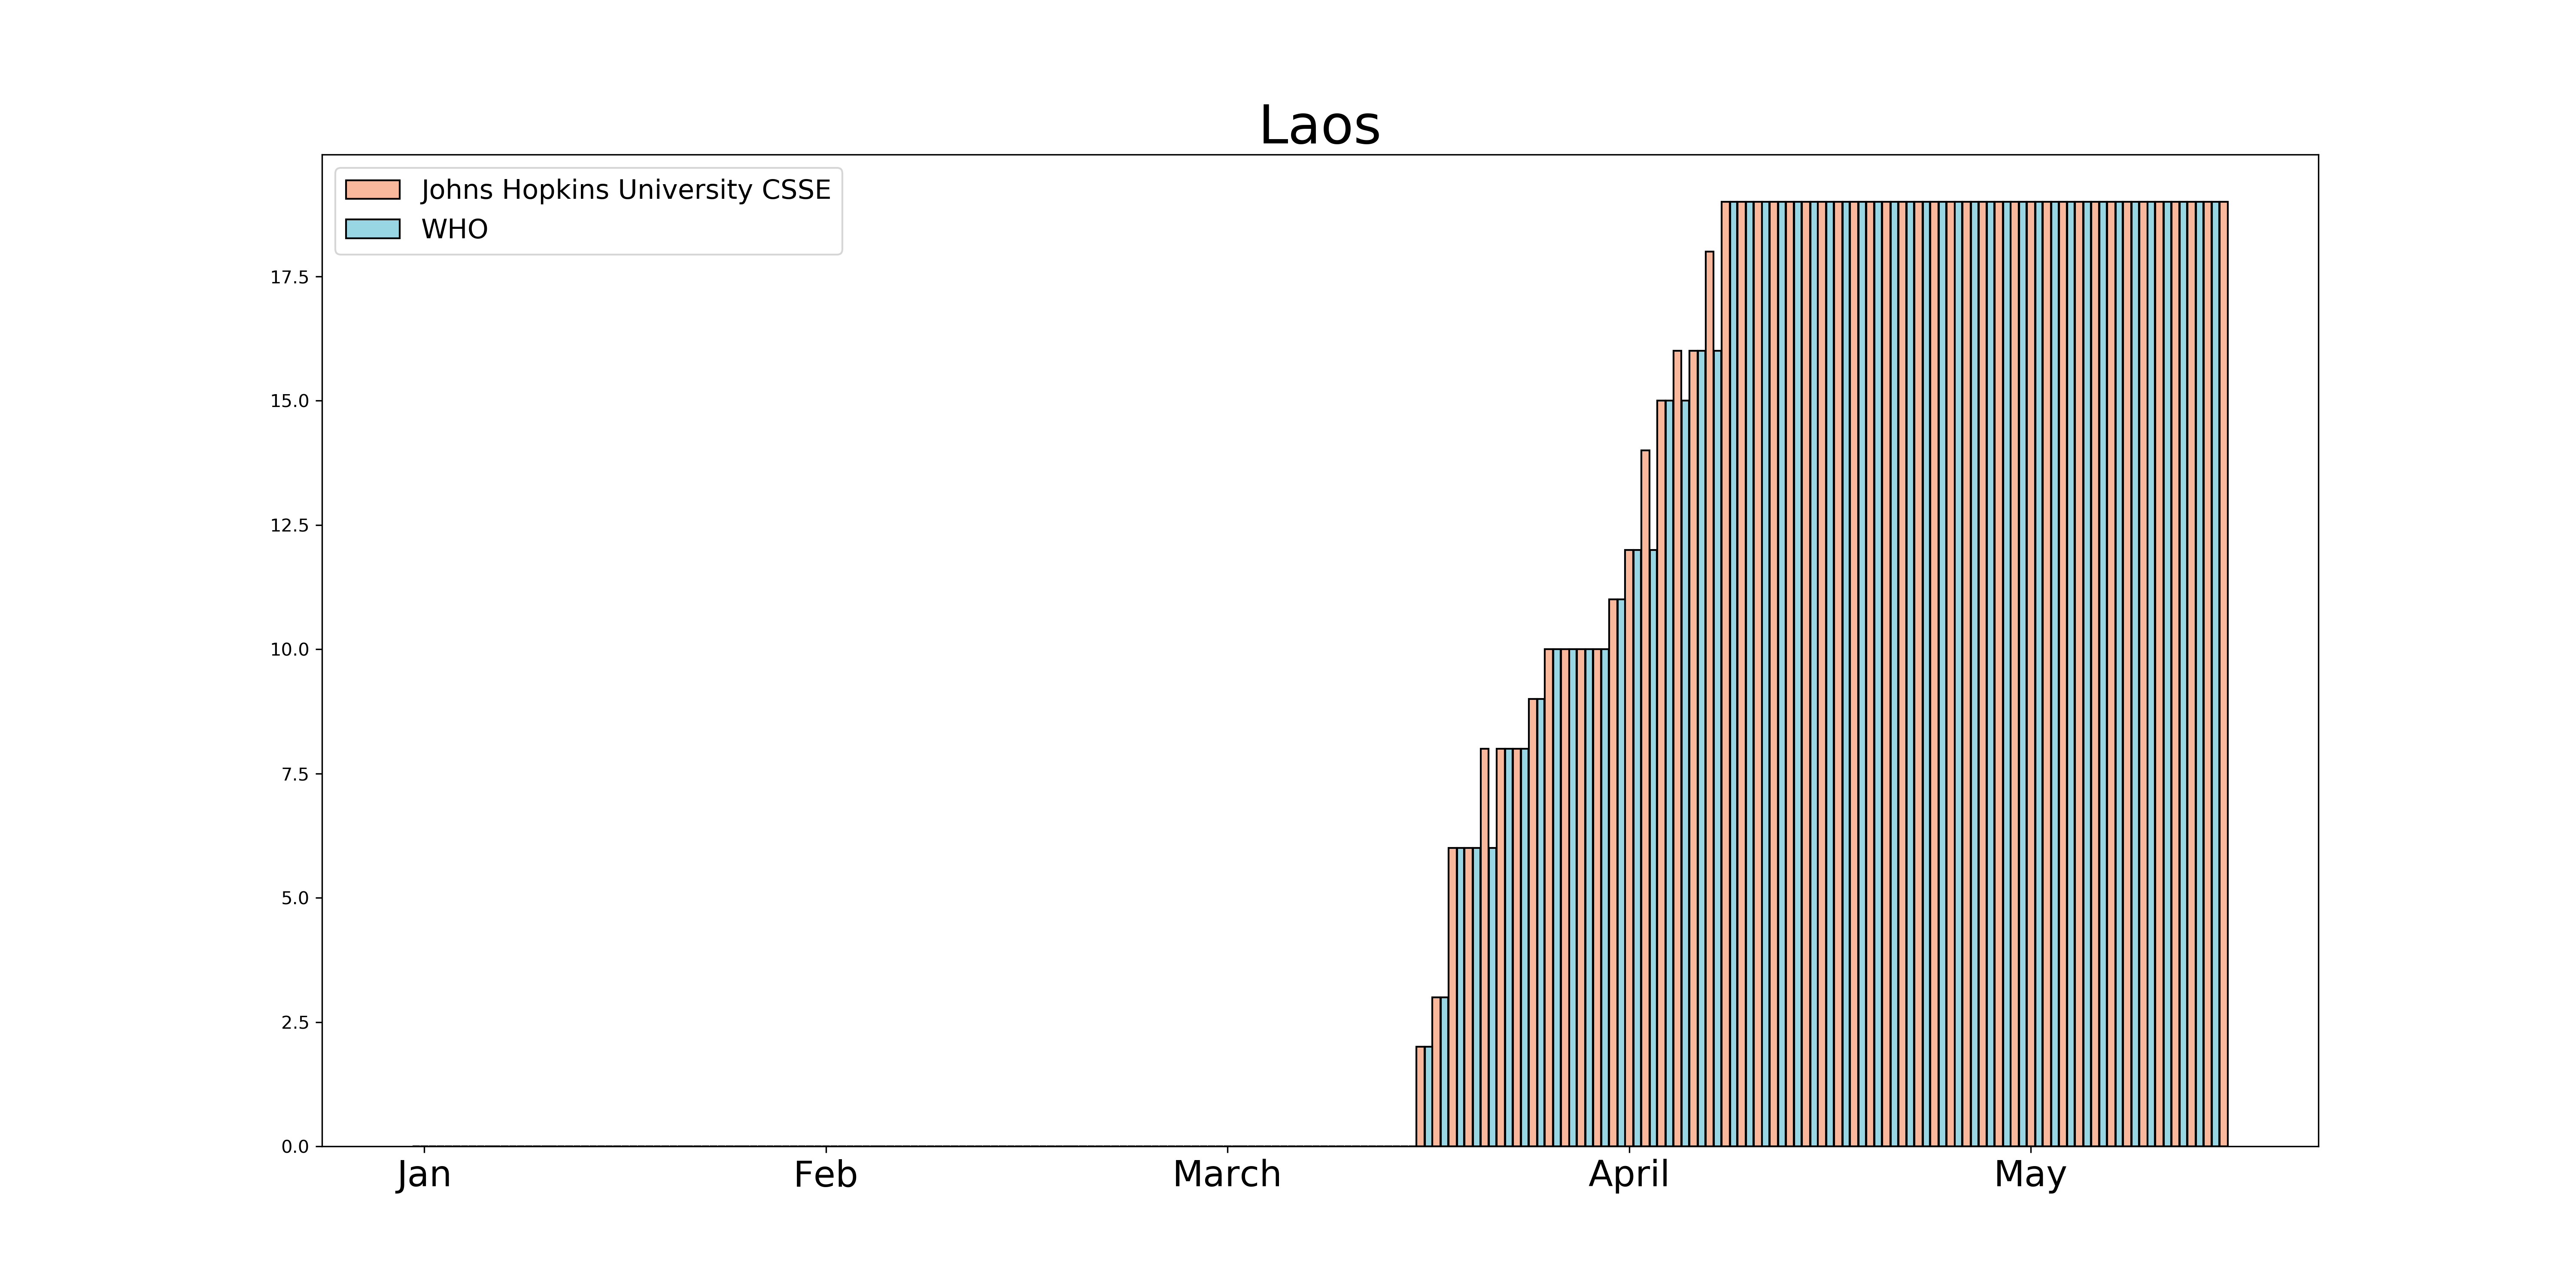 Laos
Johns Hopkins University CSSE
WHO
17.5
15.0
12.5
10.0
7.5
5.0
2.5
0.0
Jan Feb March April May